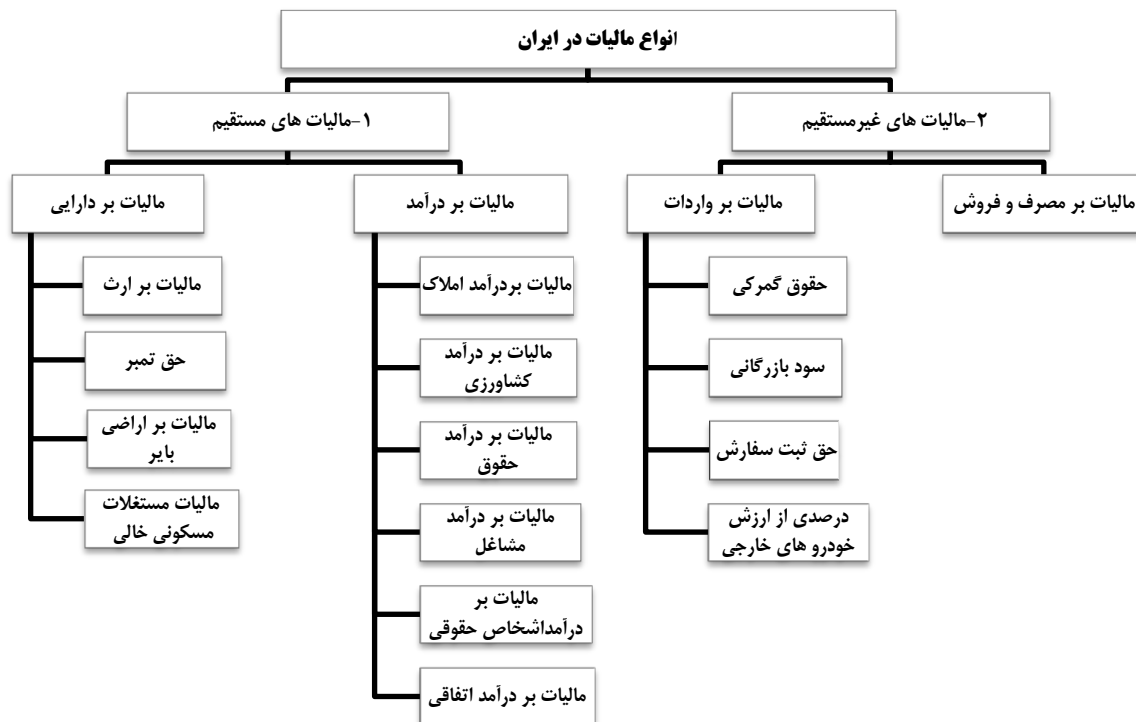 انواع مالیات در ایران
۲-مالیات های غیرمستقیم
۱-مالیات های مستقیم
مالیات بر مصرف و فروش
مالیات بر واردات
حقوق گمرکی
سود بازرگانی
حق ثبت سفارش
درصدی از ارزش
خودرو های خارجی
مالیات بر درآمد
مالیات بردرآمد املاک
مالیات بر درآمد
کشاورزی
مالیات بر درآمد
حقوق
مالیات بر درآمد
مشاغل
مالیات بر
درآمداشخاص حقوقی
مالیات بر درآمد اتفاقی
مالیات بر دارایی
مالیات بر ارث
حق تمبر
مالیات بر اراضی
بایر
مالیات مستغلات
مسکونی خالی